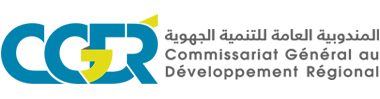 CGDR
المندوبية العامة للتنمية الجهوية
Commissariat Général au
Développement Régional